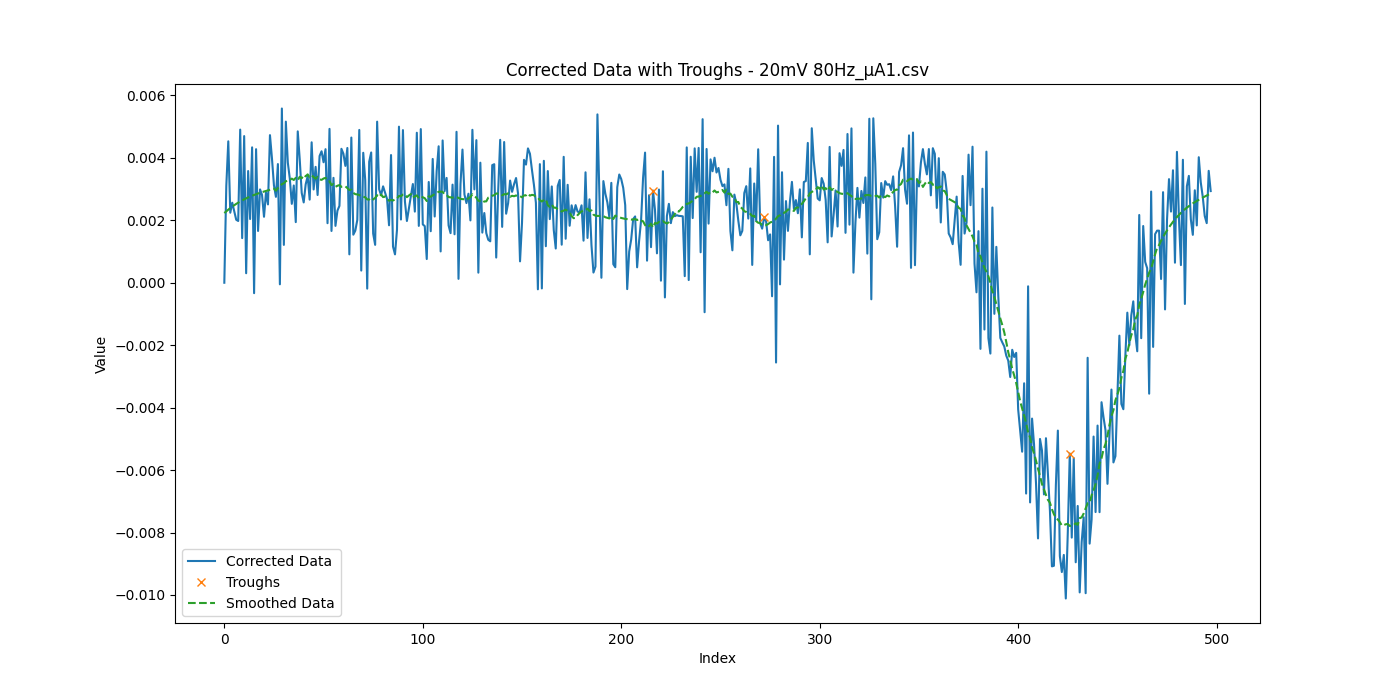 Corrected Data with Troughs - 20mV 80Hz_μA1.csv
0.006
0.004
0.002
0.000
−0.002
−0.004
−0.006
−0.008
−0.010
Value
Corrected Data
Troughs
Smoothed Data
0
100
200
300
400
500
Index